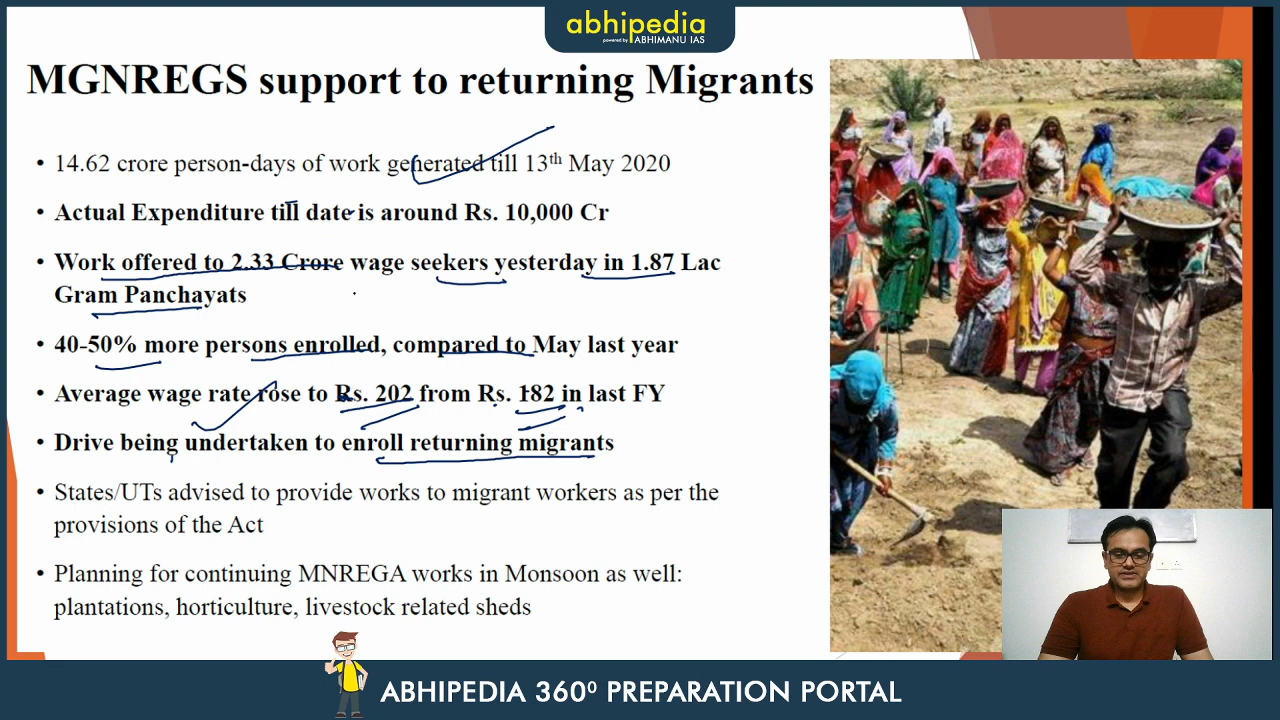 abhipedia
powered by ABHIMANU IAS
MGNREGS support to returning Migrants
• 14.62 crore person-days of work generated till 13th May 2020
• Actual Expenditure till date is around Rs. 10,000 Cr
• Work offered to 2.33 Crore wage seekers yesterday in 1.87 Lac
Gram Panchayats
• 40-50% more persons enrolled, compared to May last year
• Average wage rate rose to Rs. 202 from Rs. 182 in last FY
• Drive being undertaken to enroll returning migrants
• States/UTs advised to provide works to migrant workers as per the
provisions of the Act
• Planning for continuing MNREGA works in Monsoon as well:
plantations, horticulture, livestock related sheds
ABHIPEDIA 360⁰ PREPARATION PORTAL